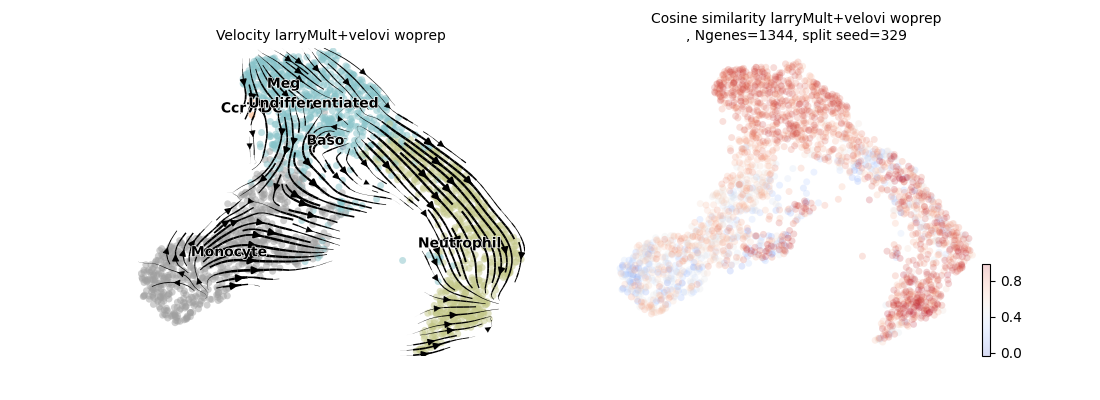 Velocity larryMult+velovi woprep
Meg
Undifferentiated
Baso
Monocyte
Neutrophil
Cosine similarity larryMult+velovi woprep
, Ngenes=1344, split seed=329
0.8
0.4
0.0